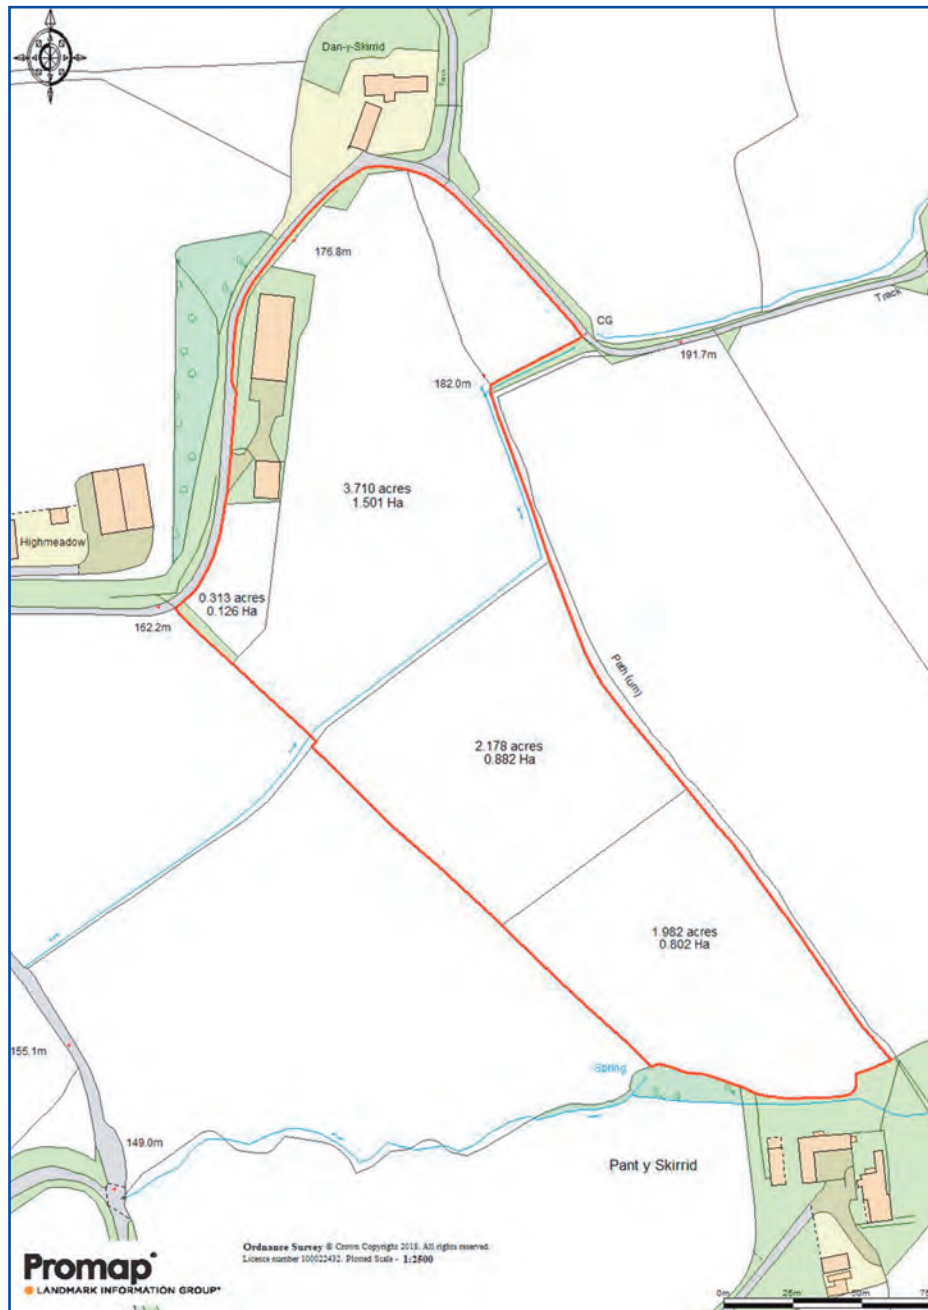 Dan-y-Skirrid
Track
176.8m
CG
Track
191.7m
182.0m
3.710 acres
1.501 Ha
Highmeadow
0.313 acres
0.126 Ha
162.2m
Path (um)
2.178 acres
0.882 Ha
1.982 acres
0.802 Ha
155.1m
Spring
149.0m
Pant y Skirrid
Ordnance Survey © Crown Copyright 2018. All rights reserved.
Licence number 100022432. Plotted Scale - 1:2500
Promap
LANDMARK INFORMATION GROUP
0m 25m 50m 75